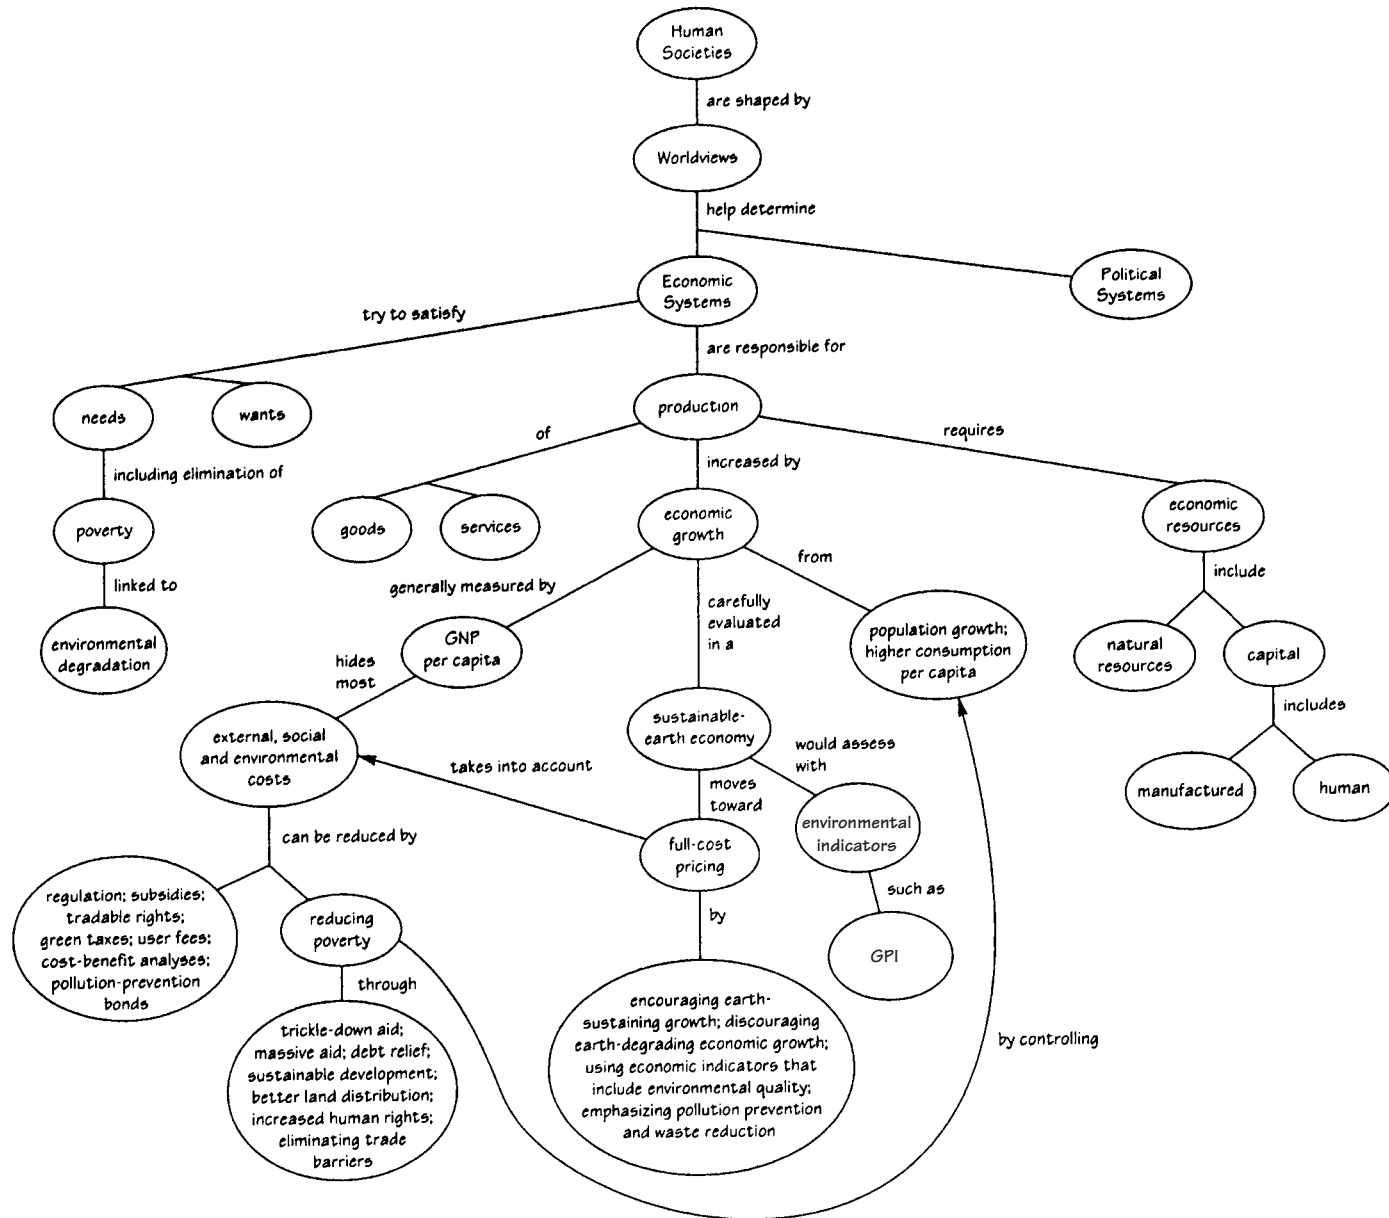 Human
Societies
are shaped by
Worldviews
help determine
Economic
Systems
Political
Systems
try to satisfy
are responsible for
needs
wants
production
of
increased by
requires
including elimination of
poverty
goods
services
economic
growth
economic
resources
linked to
generally measured by
from
include
environmental
degradation
GNP
per capita
carefully
evaluated
in a
population growth;
higher consumption
per capita
natural
resources
capital
hides
most
includes
external, social
and environmental
costs
sustainable-
earth economy
would assess
with
manufactured
human
takes into account
moves
toward
environmental
indicators
can be reduced by
full-cost
pricing
such as
regulation; subsidies;
tradable rights;
green taxes; user fees;
cost-benefit analyses;
pollution-prevention
bonds
reducing
poverty
by
GPI
through
trickle-down aid;
massive aid; debt relief;
sustainable development;
better land distribution;
increased human rights;
eliminating trade
barriers
encouraging earth-
sustaining growth; discouraging
earth-degrading economic growth;
using economic indicators that
include environmental quality;
emphasizing pollution prevention
and waste reduction
by controlling